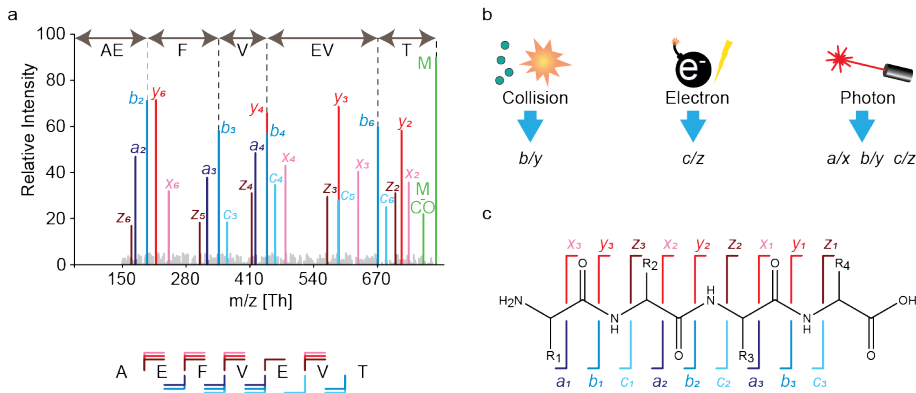 a
100
80
60
40
20
0
Relative Intensity
AE F V EV T
M
b2 y6 b3 y4 b4 y3 b6 y2
a2 a3 a4 x4 x3 x2
z6 x6 z5 c3 z4 c4 z3 c5 c6 z2
M
-
CO
150 280 410 540 670
m/z [Th]
A E F V E V T
b
e-
Collision Electron Photon
b/y c/z a/x b/y c/z
c
x3 y3 z3 x2 y2 z2 x1 y1 z1
O R2 O R4
H2N N H H N N H OH
R1 O R3 O
a1 b1 c1 a2 b2 c2 a3 b3 c3